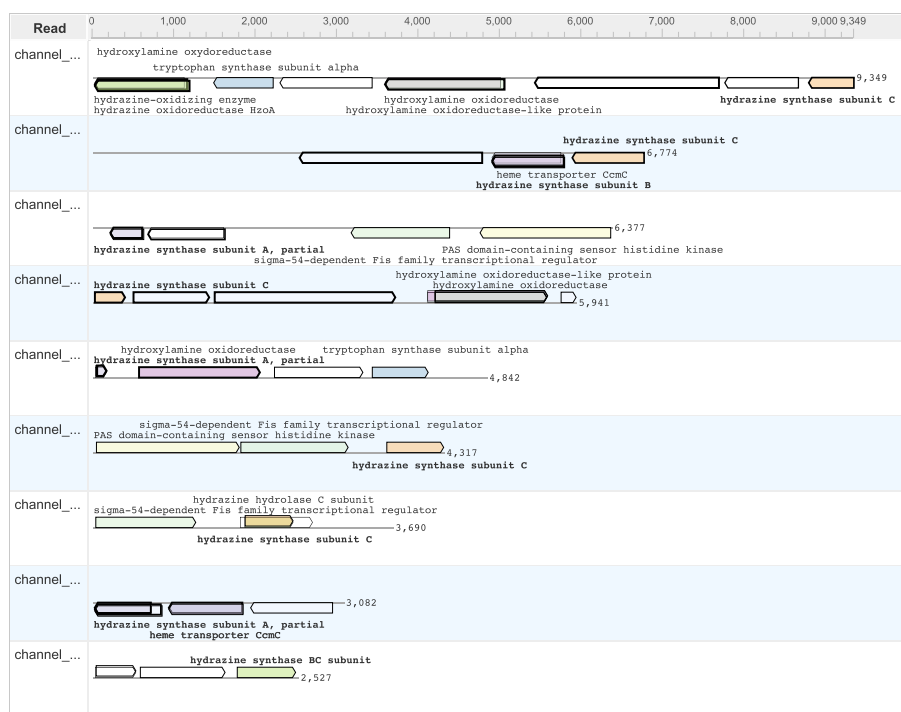 Read 0 1,000 2,000 3,000 4,000 5,000 6,000 7,000 8,000 9,000 9,349
channel_... hydroxylamine oxydoreductase
tryptophan synthase subunit alpha
9,349
hydrazine-oxidizing enzyme hydroxylamine oxidoreductase hydrazine synthase subunit C
hydrazine oxidoreductase HzoA hydroxylamine oxidoreductase-like protein
channel_...
hydrazine synthase subunit C
6,774
heme transporter CcmC
hydrazine synthase subunit B
channel_...
6,377
hydrazine synthase subunit A, partial PAS domain-containing sensor histidine kinase
sigma-54-dependent Fis family transcriptional regulator
channel_... hydroxylamine oxidoreductase-like protein
hydrazine synthase subunit C hydroxylamine oxidoreductase
5,941
channel_... hydroxylamine oxidoreductase tryptophan synthase subunit alpha
hydrazine synthase subunit A, partial
4,842
channel_... sigma-54-dependent Fis family transcriptional regulator
PAS domain-containing sensor histidine kinase
4,317
hydrazine synthase subunit C
channel_... hydrazine hydrolase C subunit
sigma-54-dependent Fis family transcriptional regulator
3,690
hydrazine synthase subunit C
channel_...
3,082
hydrazine synthase subunit A, partial
heme transporter CcmC
channel_... hydrazine synthase BC subunit
2,527